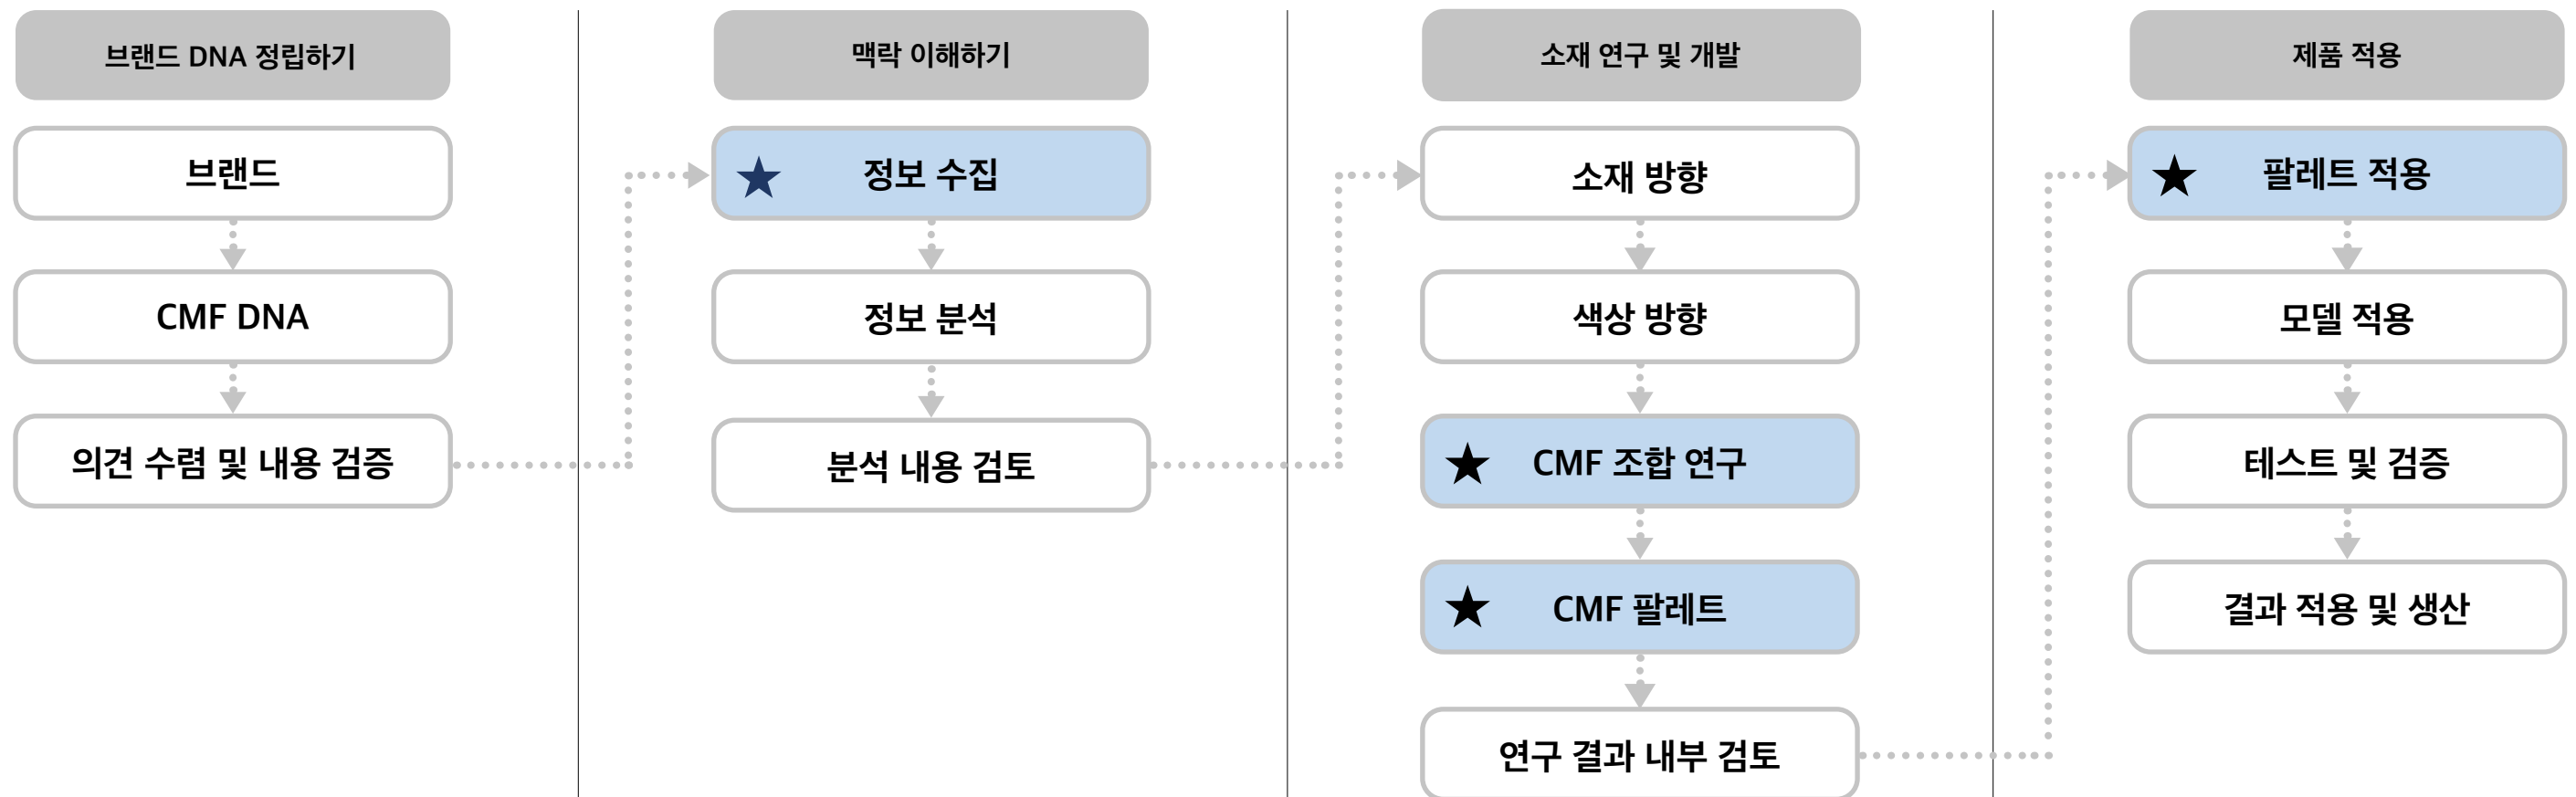 브랜드 DNA 정립하기
브랜드
CMF DNA
의견 수렴 및 내용 검증
맥락 이해하기
정보 수집
정보 분석
분석 내용 검토
소재 연구 및 개발
소재 방향
색상 방향
CMF 조합 연구
CMF 팔레트
연구 결과 내부 검토
제품 적용
팔레트 적용
모델 적용
테스트 및 검증
결과 적용 및 생산